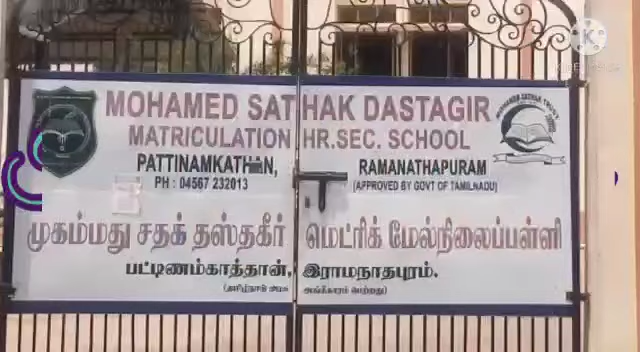 MOHAMED SATHAK DASTAGIR
MATRICULATION HR.SEC. SCHOOL
PATTINAMKATHAN, RAMANATHAPURAM
PH : 04567 232013 (APPROVED BY GOVT OF TAMILNADU)
முகம்மது சதக் தஸ்தகீர் மெட்ரிக் மேல்நிலைப்பள்ளி
பட்டிணம்காத்தான், இராமநாதபுரம்.
(தமிழ்நாடு அரசு அங்கீகாரம் பெற்றது)